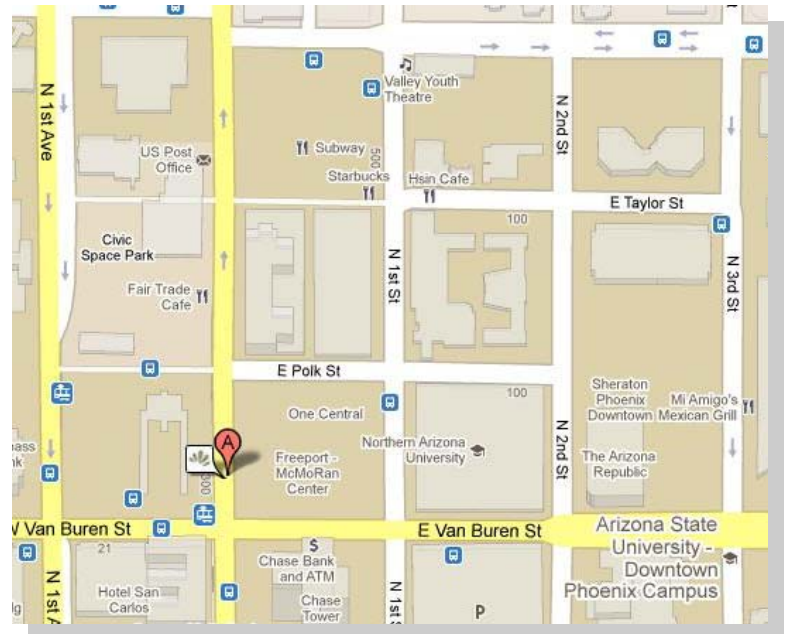 N 1st Ave
Valley Youth
Theatre
N 2nd St
US Post
Office
Subway
500
Starbucks
Hsin Cafe
E Taylor St
100
Civic
Space Park
N 1st St
N 3rd St
Fair Trade
Cafe
E Polk St
100
Sheraton
Phoenix
Downtown
Mi Amigo's
Mexican Grill
One Central
Northern Arizona
University
N 2nd St
A
Freeport -
McMoRan
Center
The Arizona
Republic
W Van Buren St
E Van Buren St
21
$
Chase Bank
and ATM
Arizona State
University -
Downtown
Phoenix Campus
N 1st A
Hotel San
Carlos
Chase
Tower
N 1st S
P